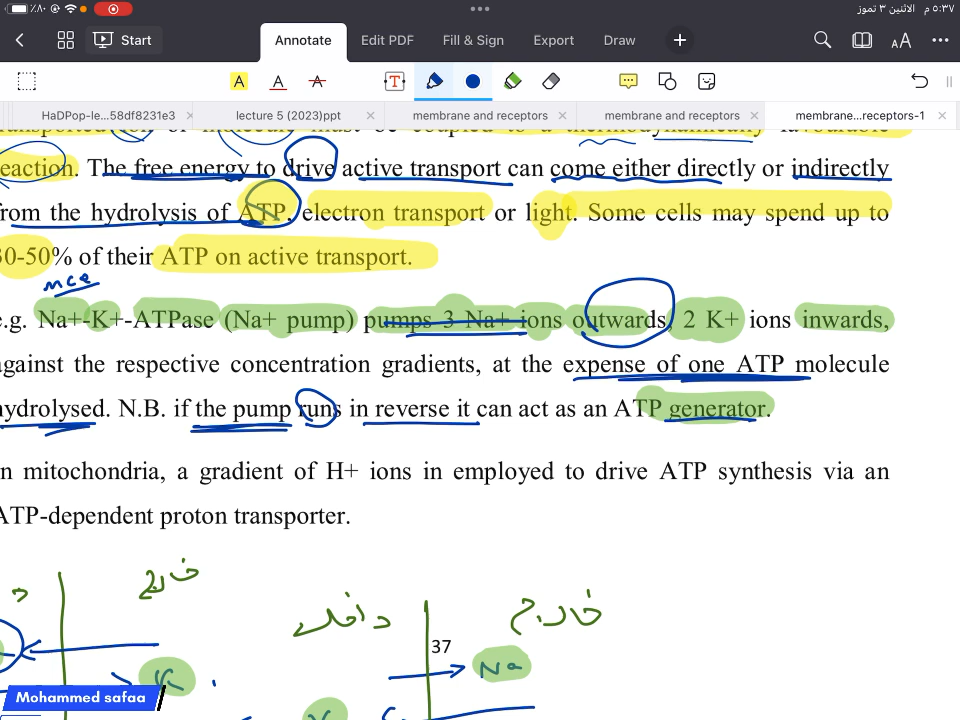 ٪٨٠
٥:٣٧ م الاثنين ٣ تموز
Start
Annotate
Edit PDF
Fill & Sign
Export
Draw
HaDPop-le...58df8231e3
lecture 5 (2023)ppt
membrane and receptors
membrane and receptors
membrane...receptors-1
eaction. The free energy to drive active transport can come either directly or indirectly
from the hydrolysis of ATP, electron transport or light. Some cells may spend up to
30-50% of their ATP on active transport.
mcq
e.g. Na+-K+-ATPase (Na+ pump) pumps 3 Na+ ions outwards, 2 K+ ions inwards,
against the respective concentration gradients, at the expense of one ATP molecule
hydrolysed. N.B. if the pump runs in reverse it can act as an ATP generator.
n mitochondria, a gradient of H+ ions in employed to drive ATP synthesis via an
ATP-dependent proton transporter.
خارج
داخل
خارج
37
Na
K
Mohammed safaa